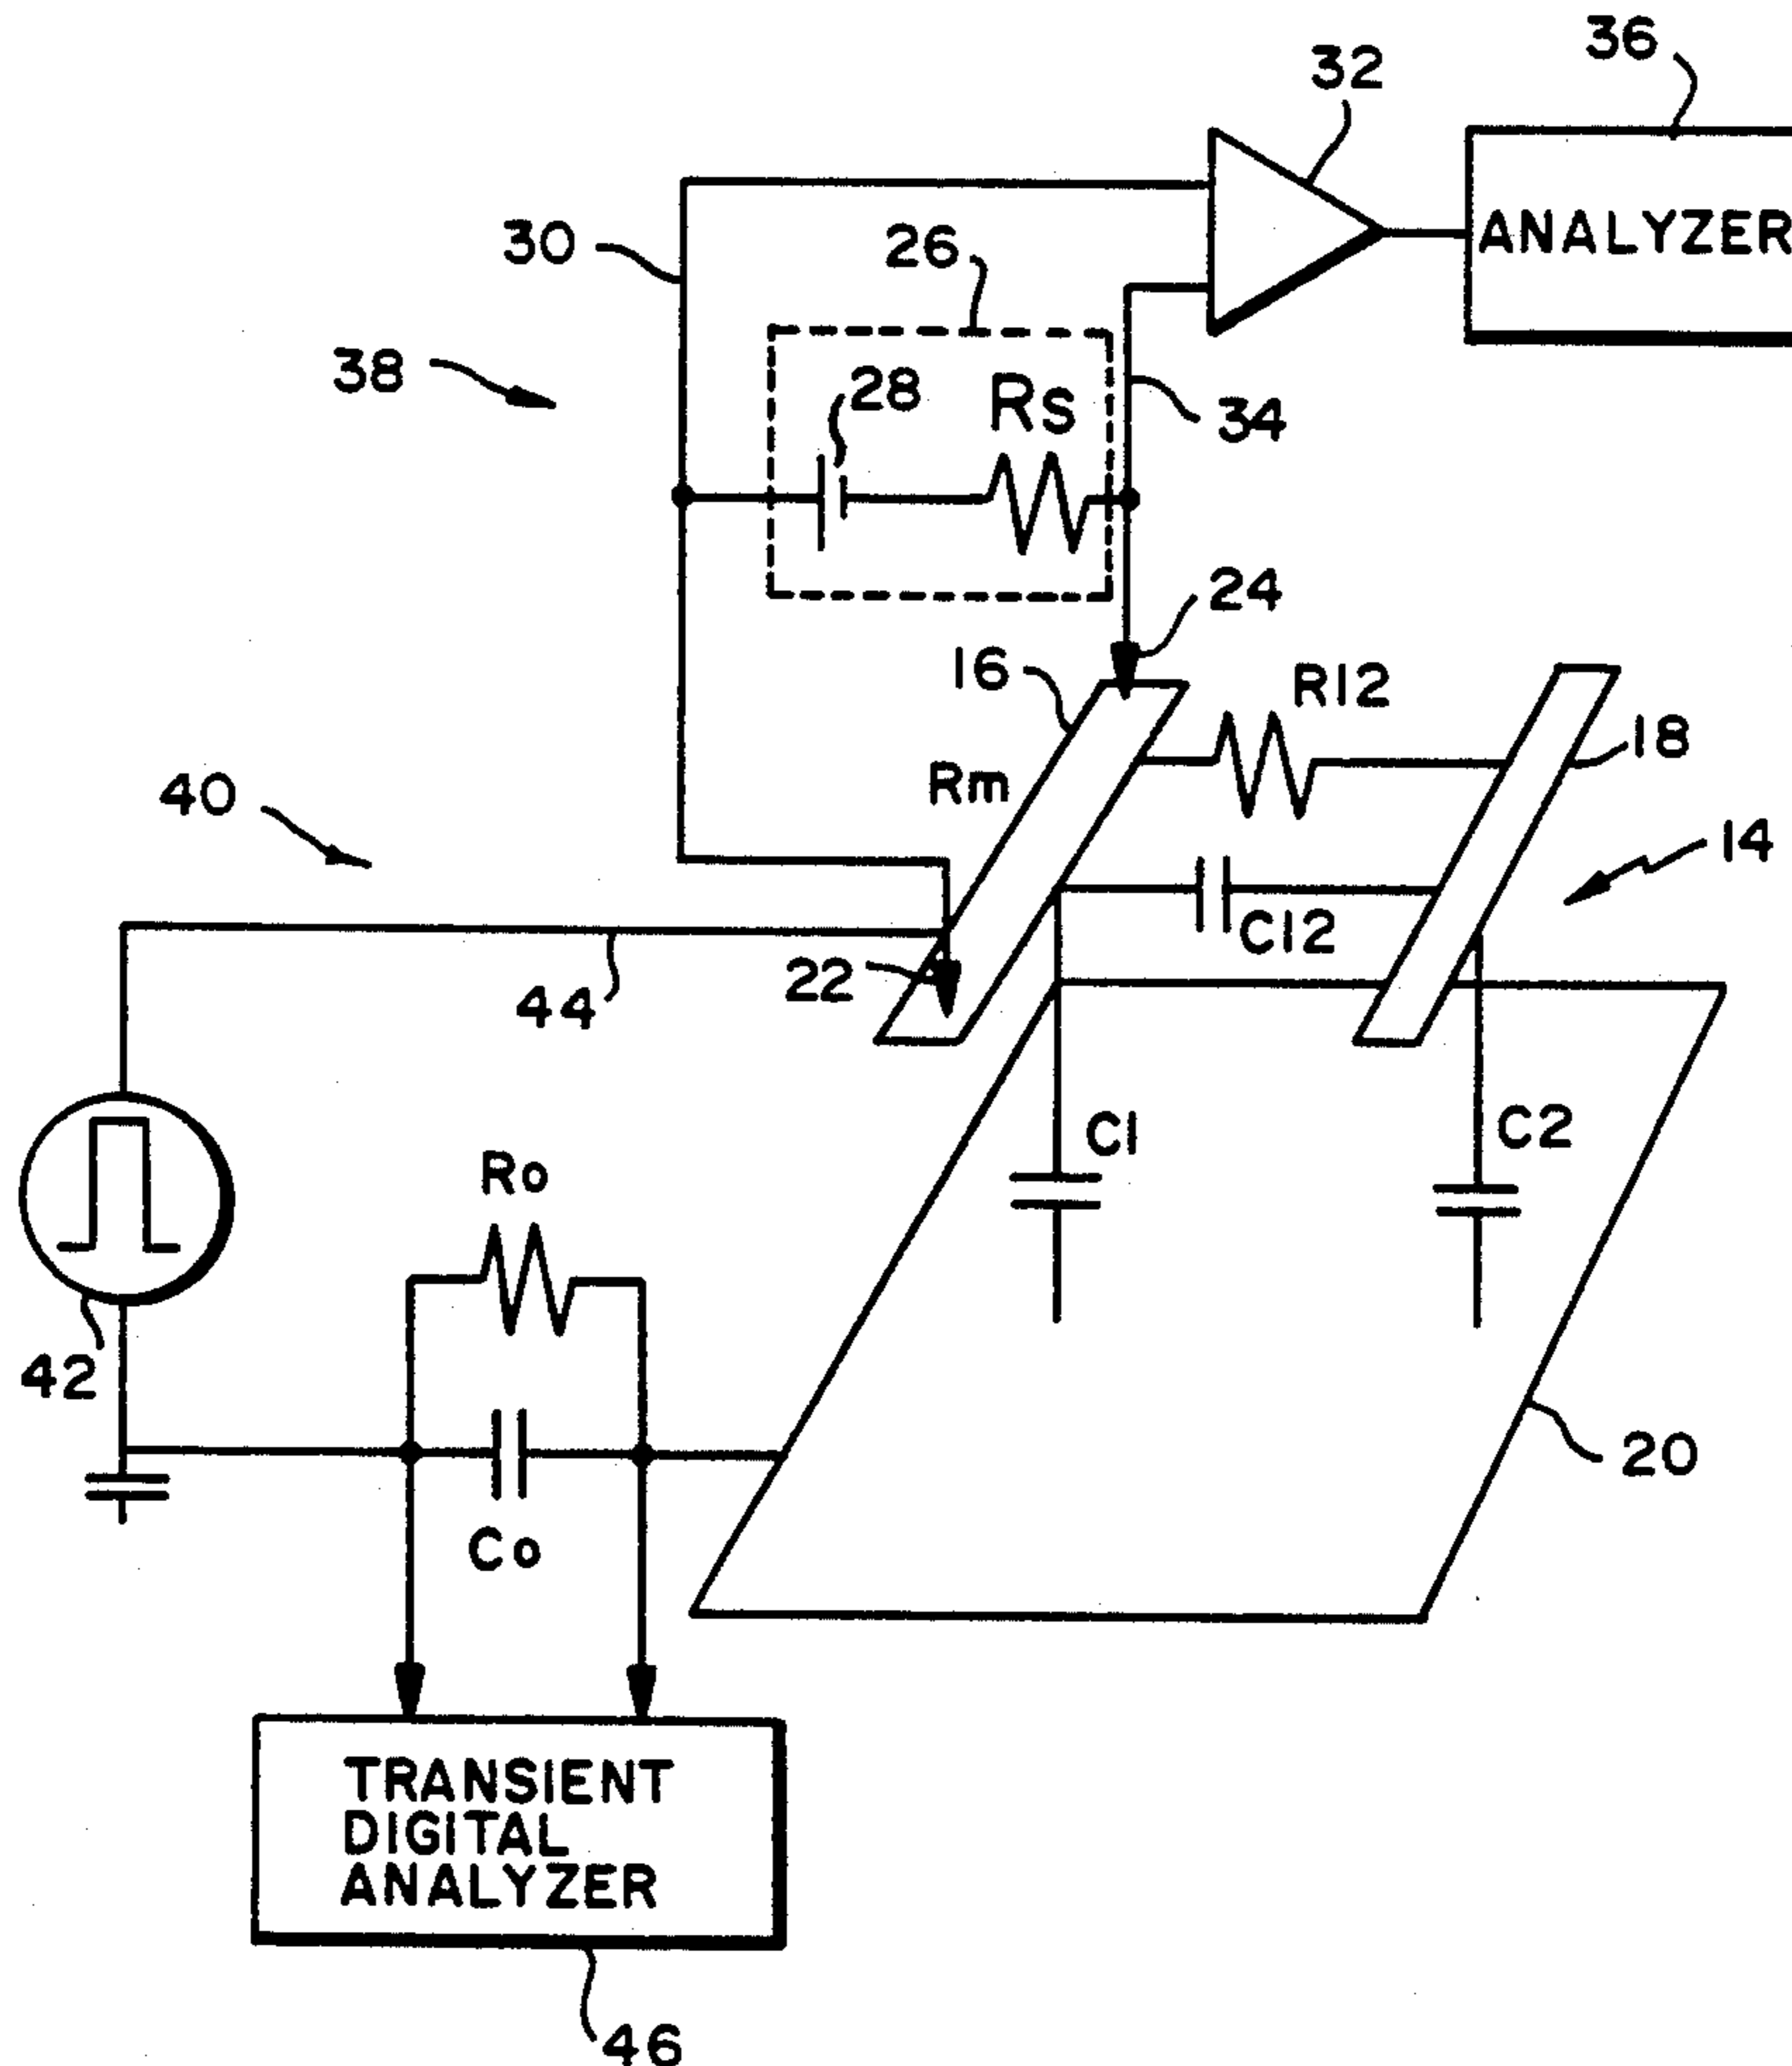 36
32
ANALYZER
30
26
38
28
Rs
34
24
16
R12
18
Rm
40
14
C12
22
44
C1
C2
Ro
42
20
Co
TRANSIENT
DIGITAL
ANALYZER
46